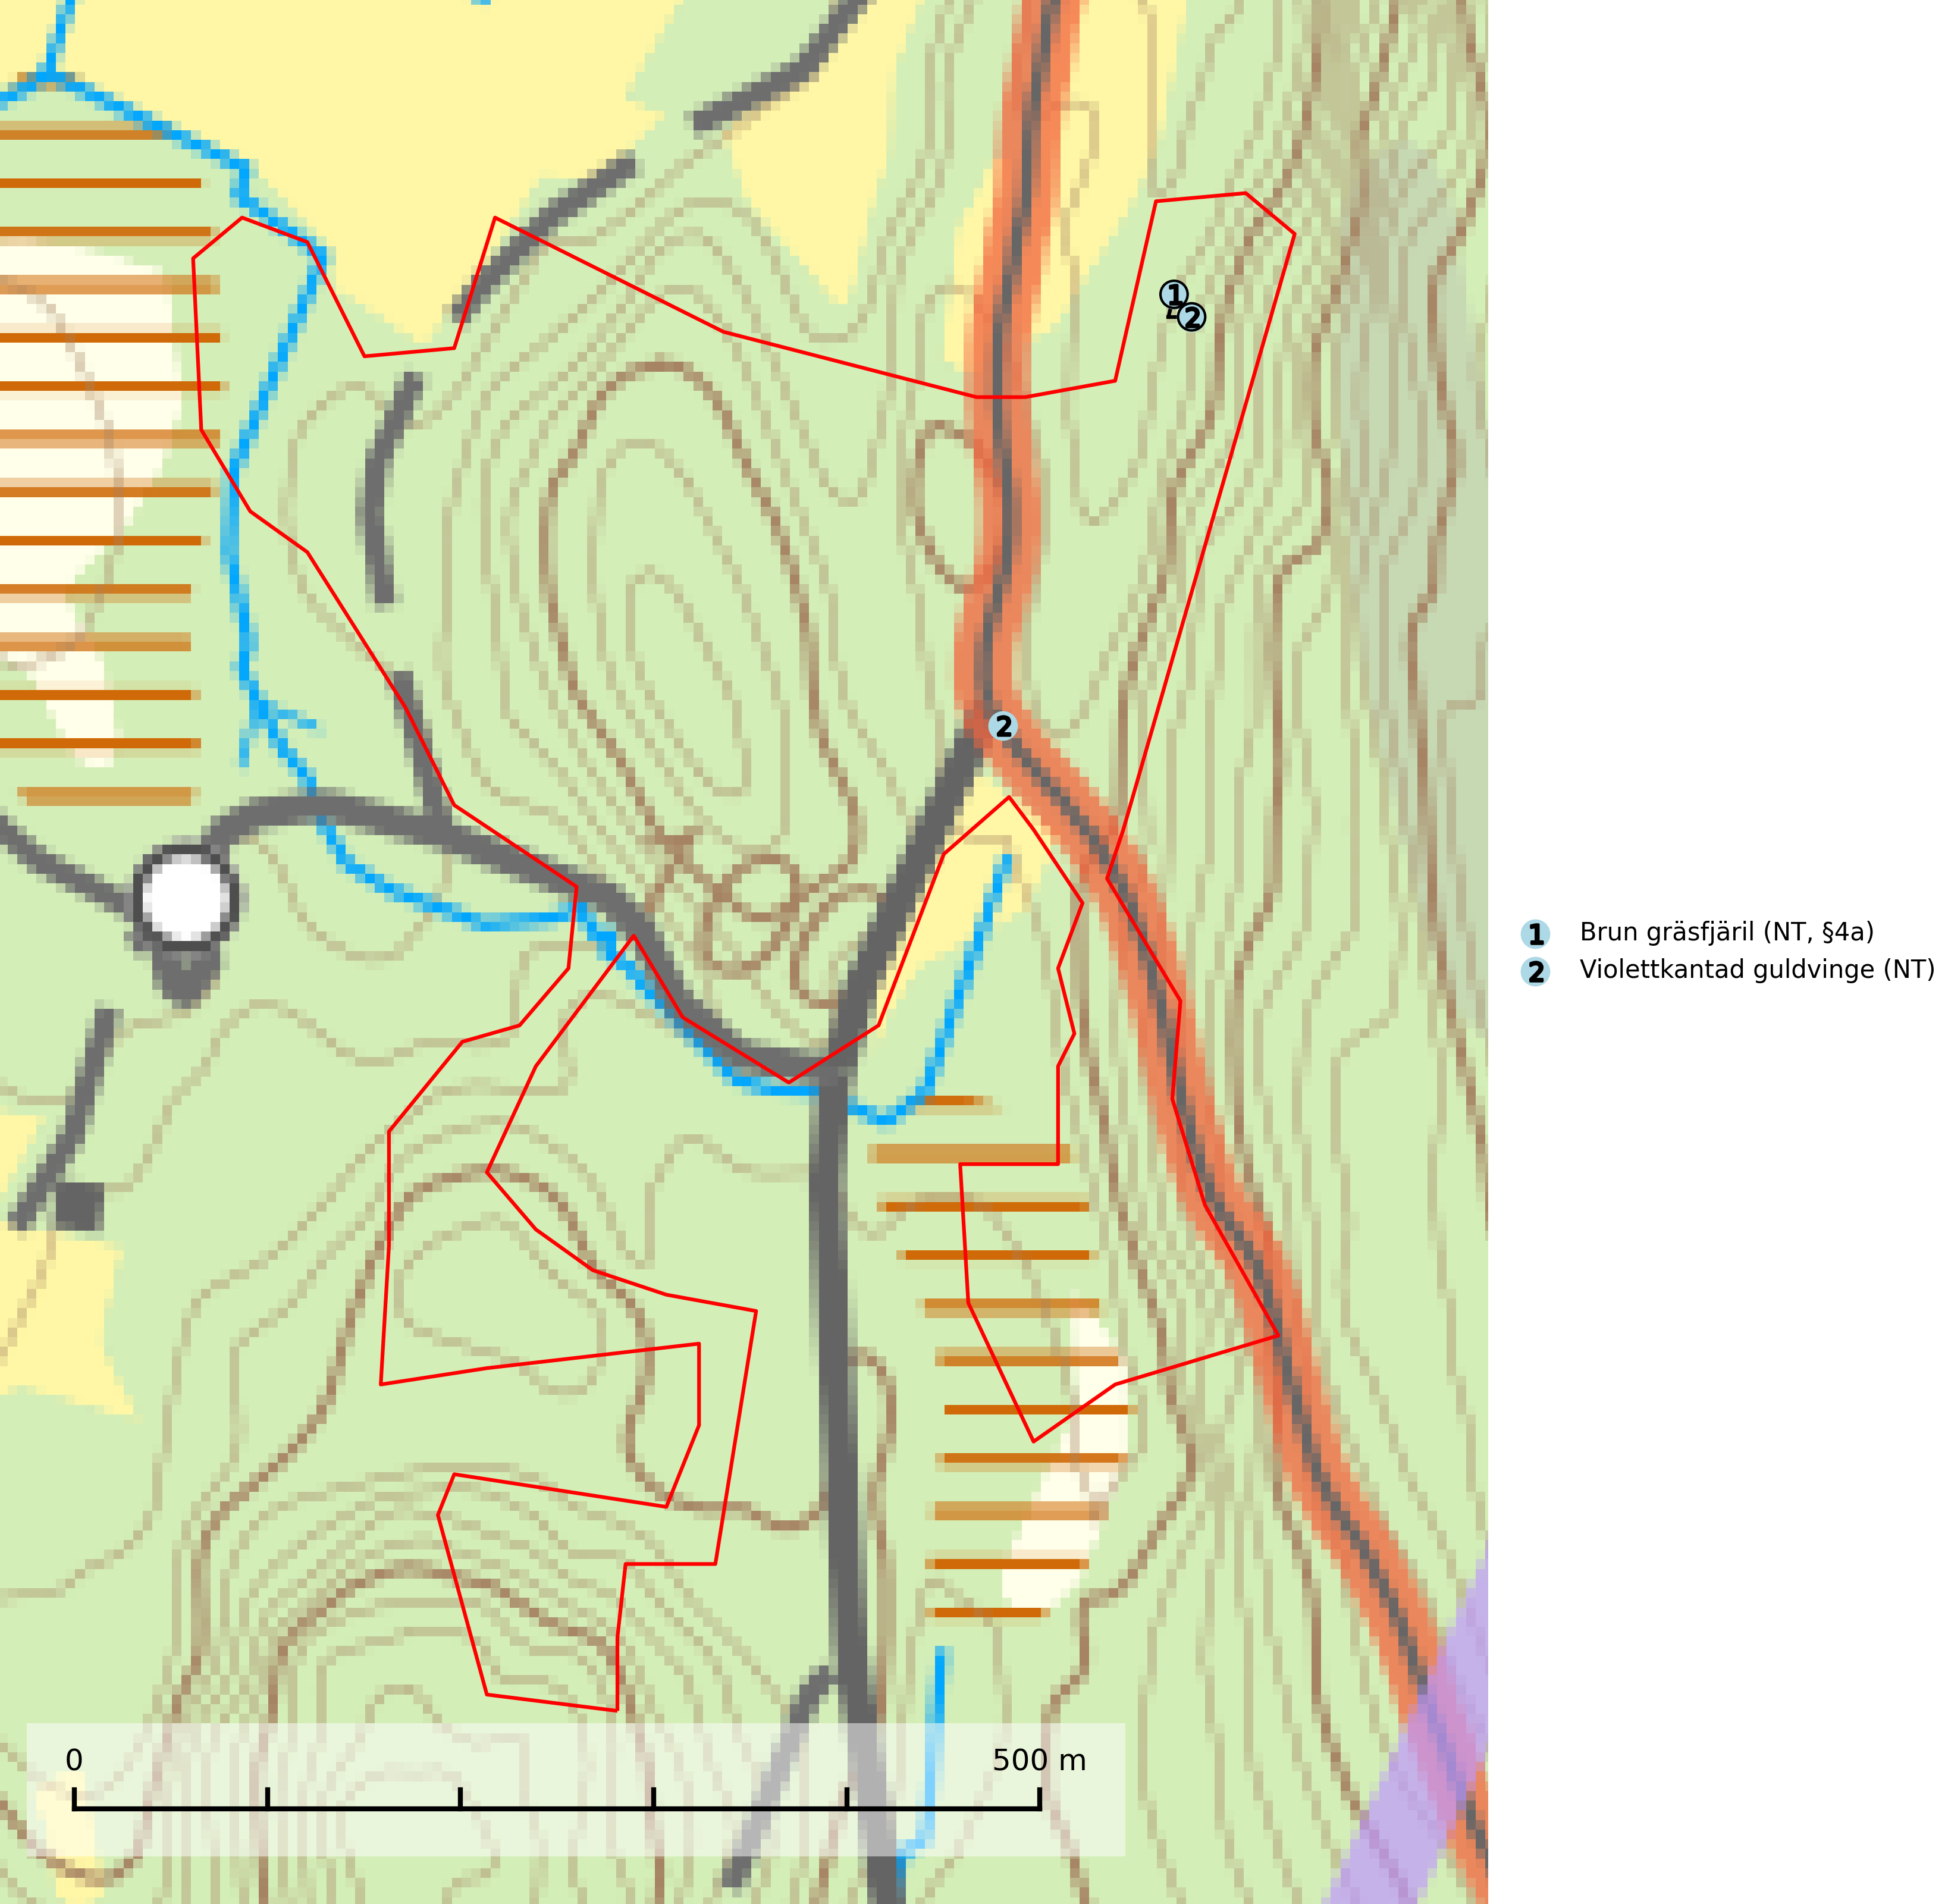 1
2
2
1 Brun gräsfjäril (NT, §4a)
2 Violettkantad guldvinge (NT)
0 500 m